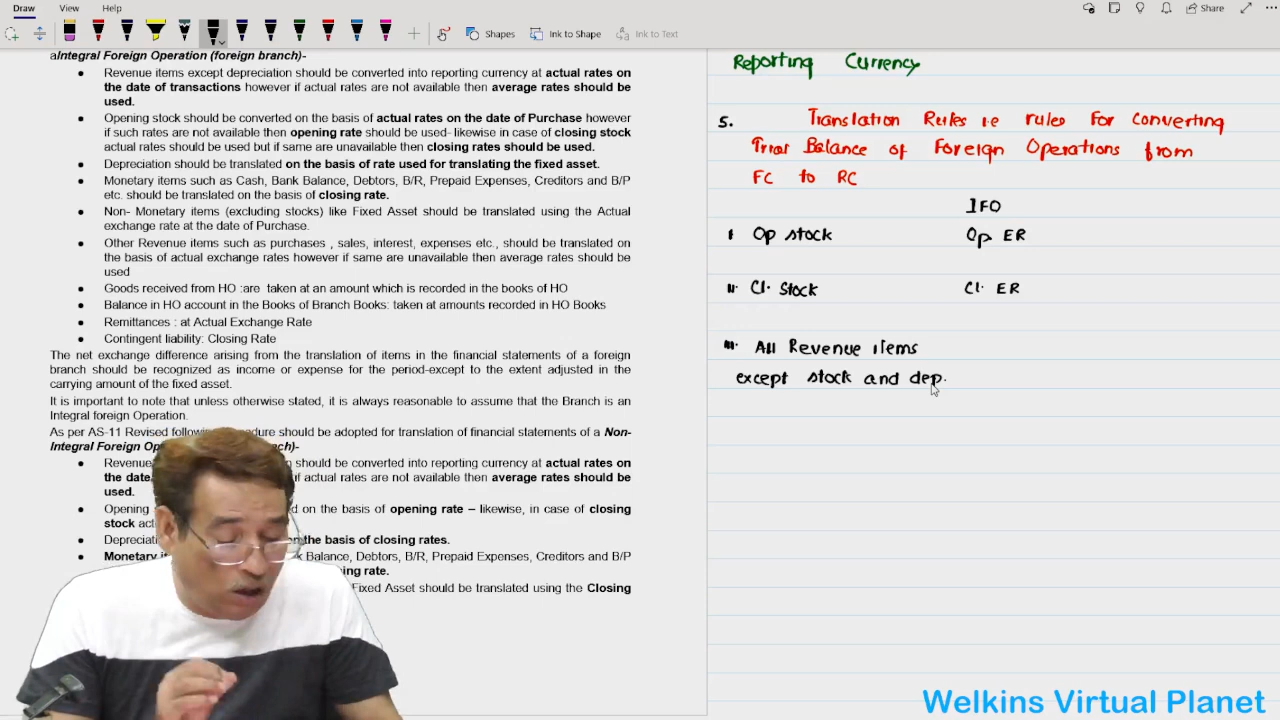 Draw View Help Share
Shapes Ink to Shape Ink to Text
aIntegral Foreign Operation (foreign branch)-
• Revenue items except depreciation should be converted into reporting currency at actual rates on
the date of transactions however if actual rates are not available then average rates should be
used.
• Opening stock should be converted on the basis of actual rates on the date of Purchase however
if such rates are not available then opening rate should be used- likewise in case of closing stock
actual rates should be used but if same are unavailable then closing rates should be used.
• Depreciation should be translated on the basis of rate used for translating the fixed asset.
• Monetary items such as Cash, Bank Balance, Debtors, B/R, Prepaid Expenses, Creditors and B/P
etc. should be translated on the basis of closing rate.
• Non- Monetary items (excluding stocks) like Fixed Asset should be translated using the Actual
exchange rate at the date of Purchase.
• Other Revenue items such as purchases , sales, interest, expenses etc., should be translated on
the basis of actual exchange rates however if same are unavailable then average rates should be
used
• Goods received from HO :are taken at an amount which is recorded in the books of HO
• Balance in HO account in the Books of Branch Books: taken at amounts recorded in HO Books
• Remittances : at Actual Exchange Rate
• Contingent liability: Closing Rate
The net exchange difference arising from the translation of items in the financial statements of a foreign
branch should be recognized as income or expense for the period-except to the extent adjusted in the
carrying amount of the fixed asset.
It is important to note that unless otherwise stated, it is always reasonable to assume that the Branch is an
Integral foreign Operation.
As per AS-11 Revised should be adopted for translation of financial statements of a Non-
Integral Foreign
• Revenue should be converted into reporting currency at actual rates on
the date if actual rates are not available then average rates should be
used.
• Opening on the basis of opening rate – likewise, in case of closing
stock
• on the basis of closing rates.
• Monetary Balance, Debtors, B/R, Prepaid Expenses, Creditors and B/P
rate.
• Fixed Asset should be translated using the Closing
Reporting Currency
5. Translation Rules i.e rules for converting
Trial Balance of Foreign Operations from
FC to RC
IFO
I Op stock Op ER
II. Cl. Stock Cl. ER
III. All Revenue items
except stock and dep.
Welkins Virtual Planet